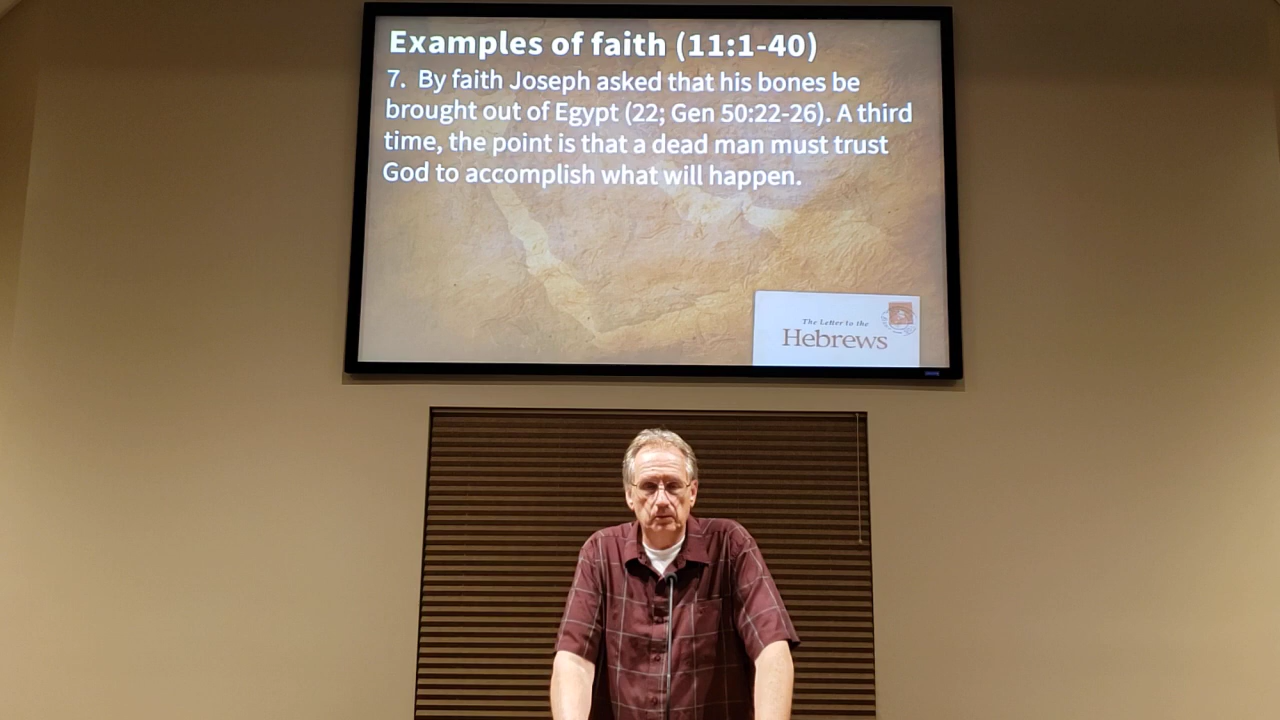 Examples of faith (11:1-40)
7. By faith Joseph asked that his bones be
brought out of Egypt (22; Gen 50:22-26). A third
time, the point is that a dead man must trust
God to accomplish what will happen.
The Letter to the
Hebrews